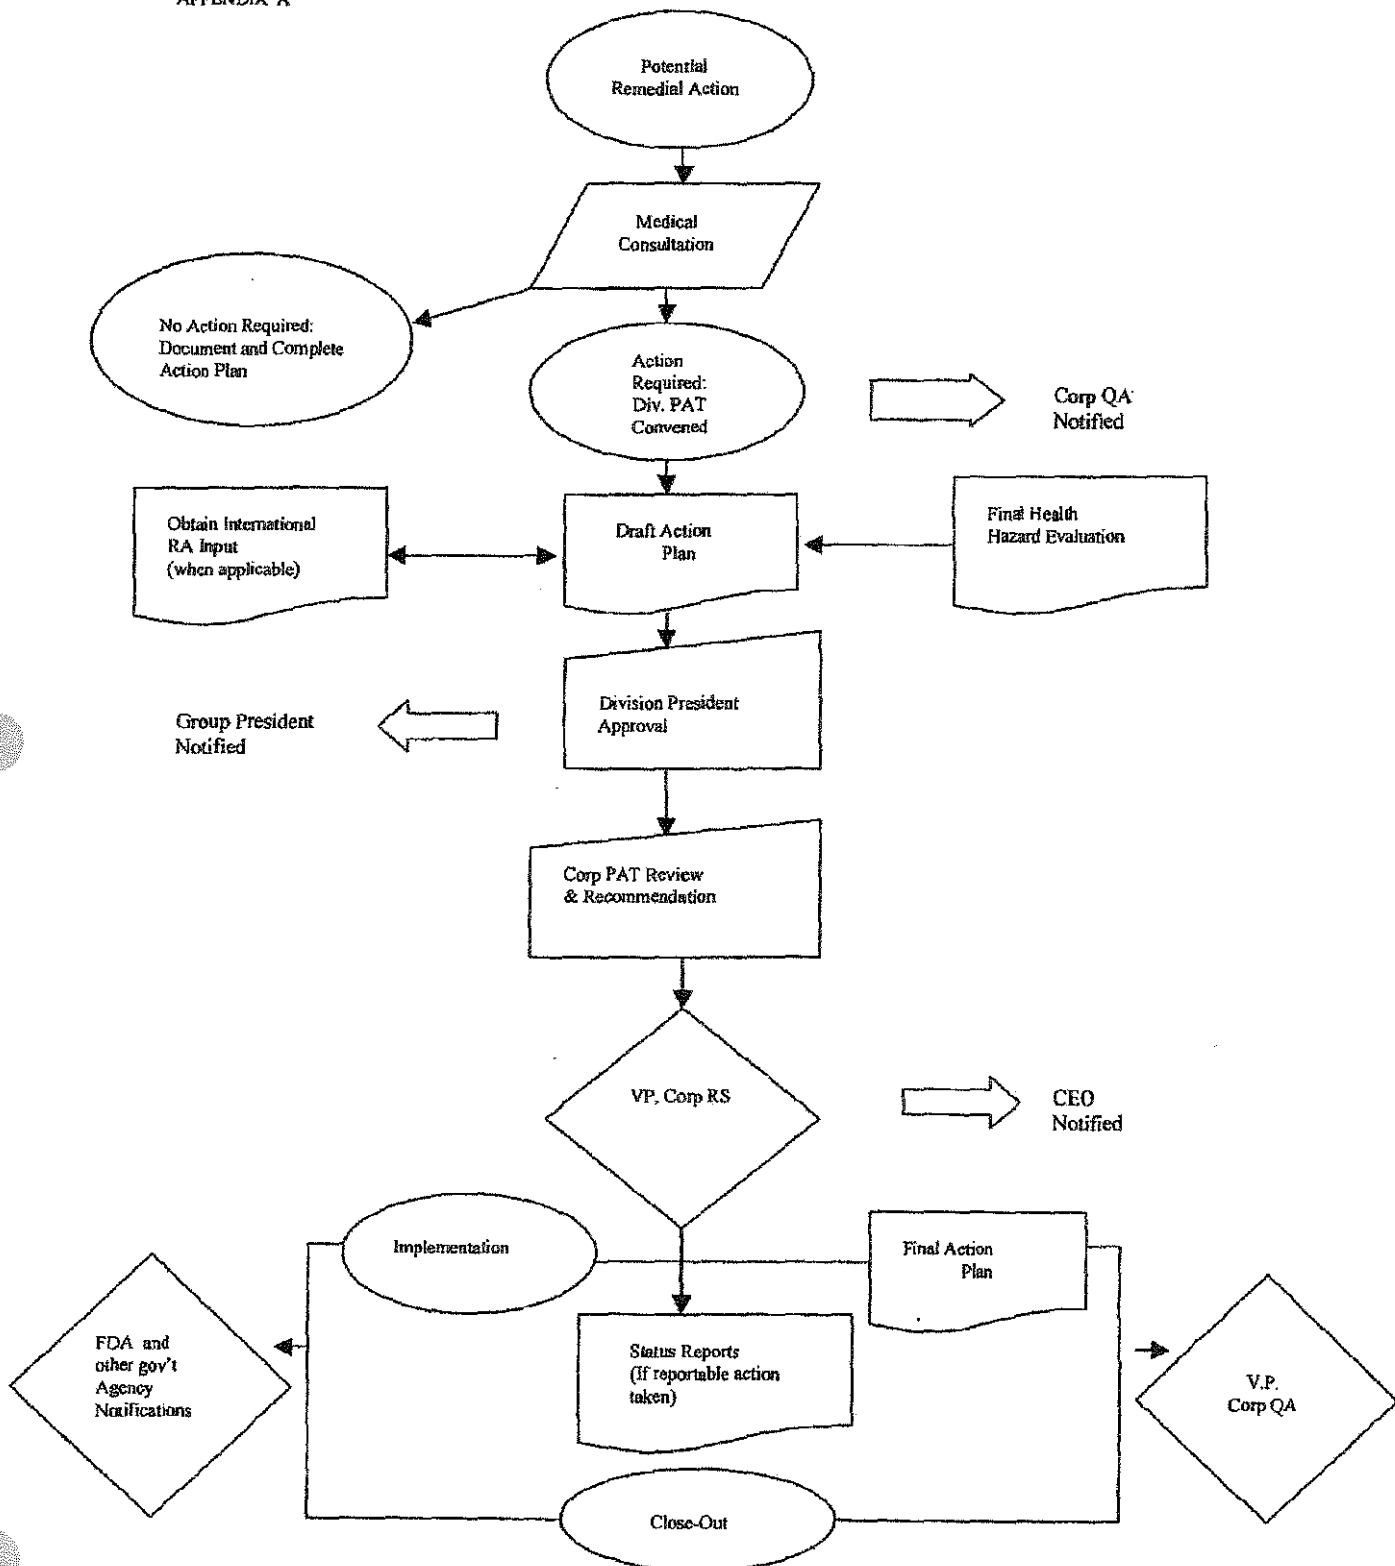 APPENDIX A
Potential
Remedial Action
Medical
Consultation
No Action Required:
Document and Complete
Action Plan
Action
Required:
Div. PAT
Convened
Corp QA
Notified
Obtain International
RA Input
(when applicable)
Draft Action
Plan
Final Health
Hazard Evaluation
Group President
Notified
Division President
Approval
Corp PAT Review
& Recommendation
VP, Corp RS
CEO
Notified
Implementation
Final Action
Plan
FDA and
other gov't
Agency
Notifications
Status Reports
(If reportable action
taken)
V.P.
Corp QA
Close-Out